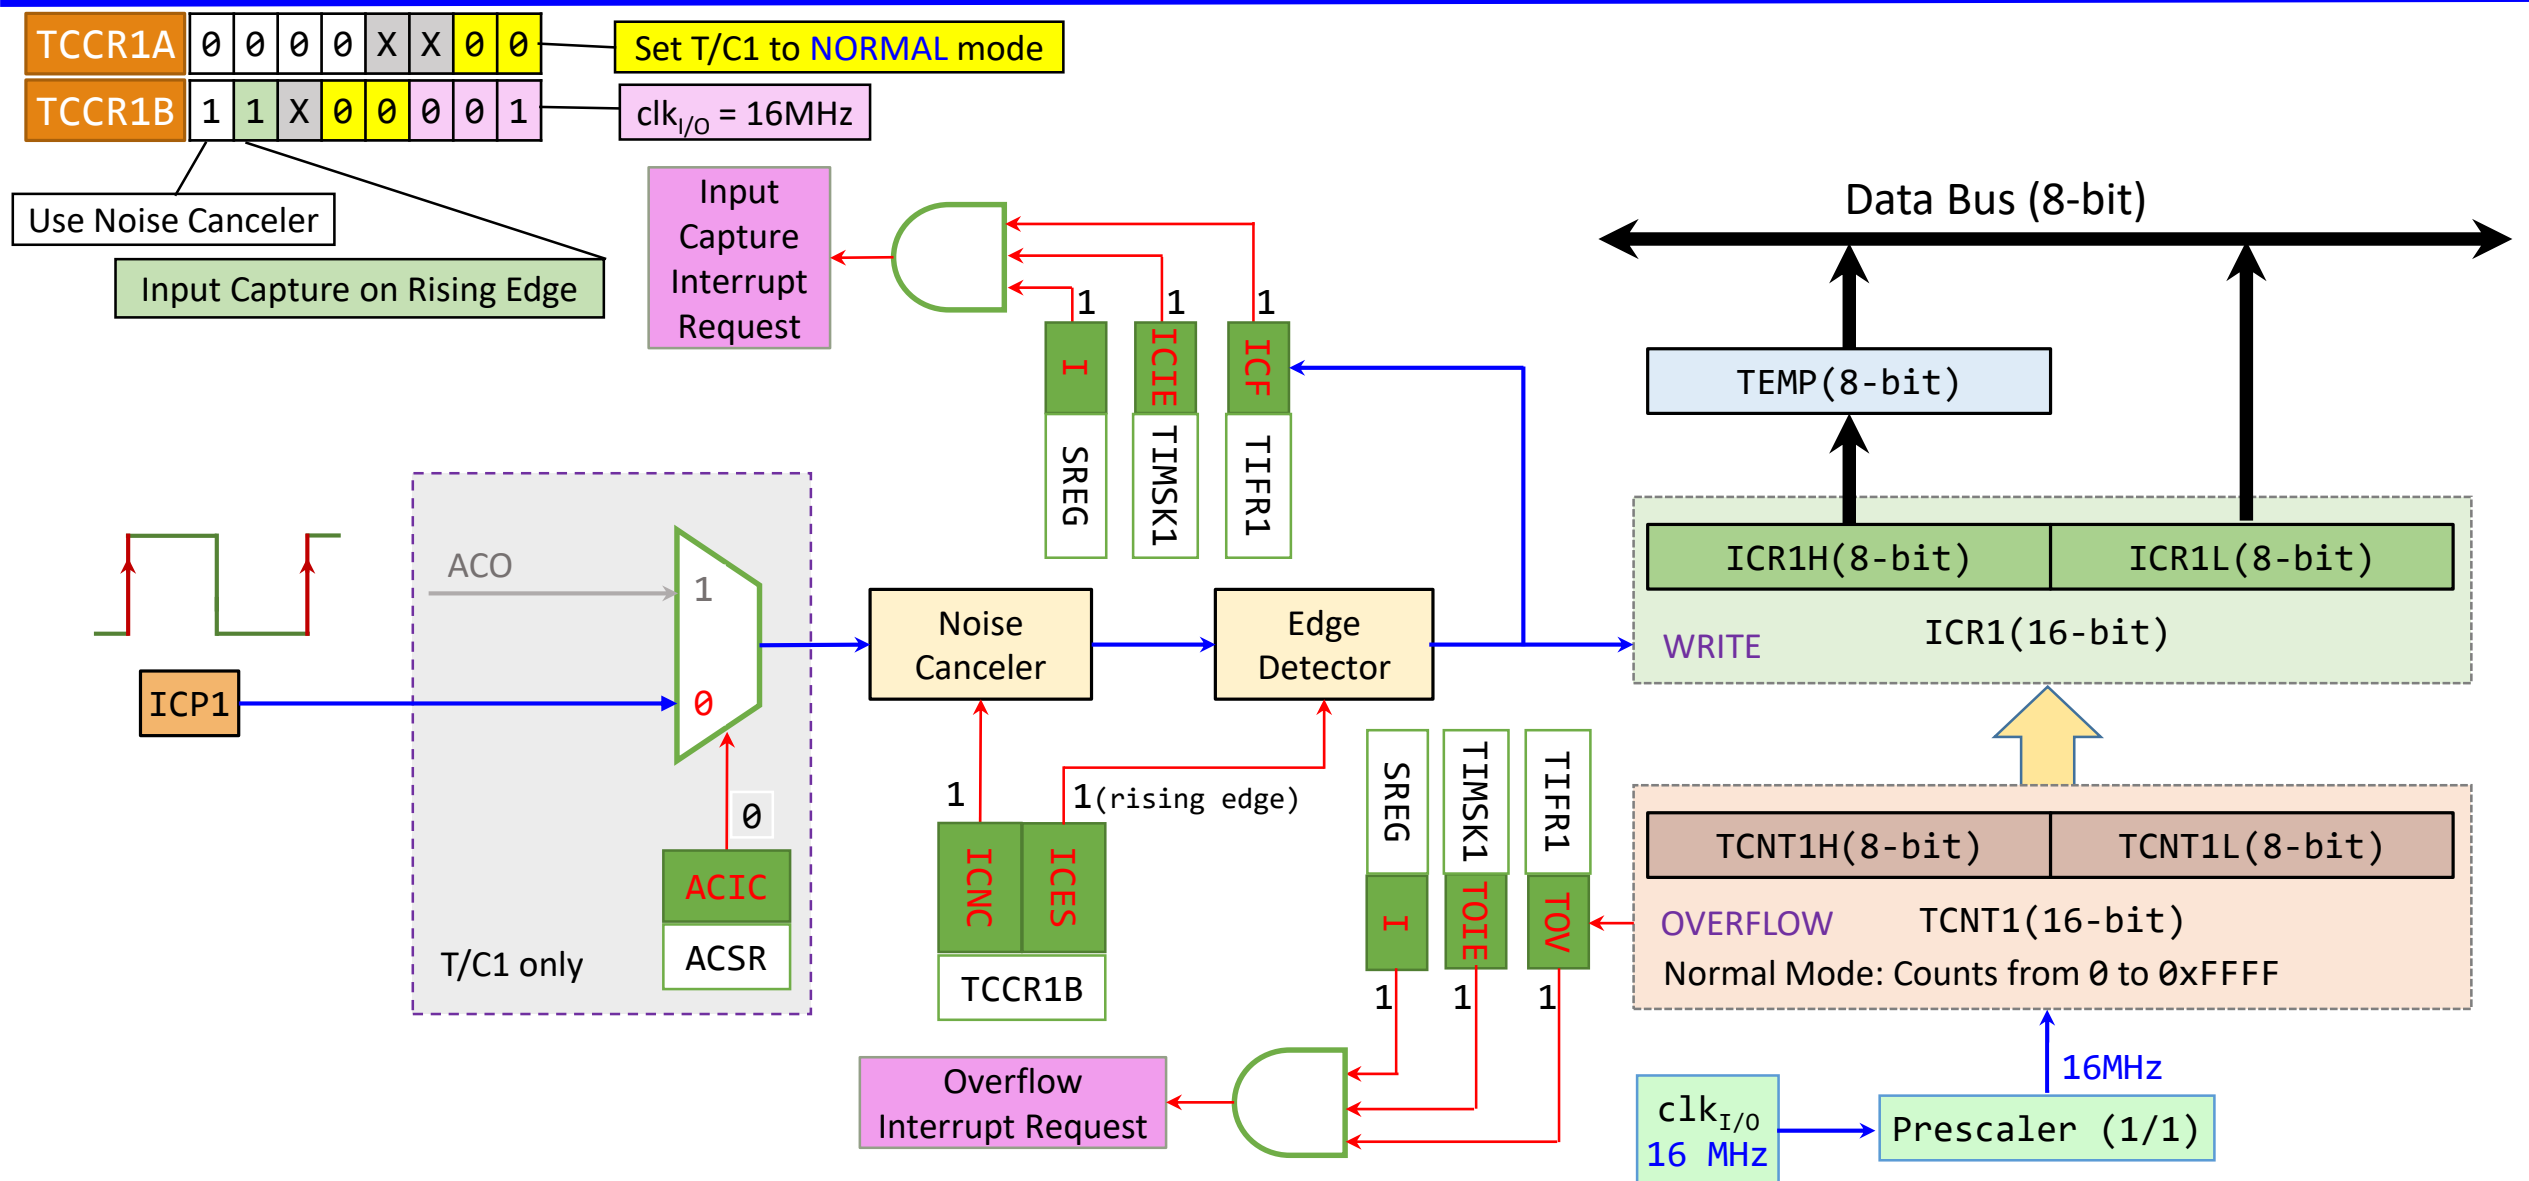 TCCR1A 0 0 0 0 X X 0 0
Set T/C1 to NORMAL mode
TCCR1B 1 1 X 0 0 0 0 1
clkI/O = 16MHz
Use Noise Canceler
Input Capture on Rising Edge
Input
Capture
Interrupt
Request
1 1 1
I ICIE ICF
SREG TIMSK1 TIFR1
Data Bus (8-bit)
TEMP(8-bit)
ICR1H(8-bit) ICR1L(8-bit)
WRITE ICR1(16-bit)
ACO
1
0
ICP1
0
ACIC
ACSR
T/C1 only
Noise
Canceler
Edge
Detector
1 1(rising edge)
ICNC ICES
TCCR1B
SREG TIMSK1 TIFR1
I TOIE TOV
1 1 1
TCNT1H(8-bit) TCNT1L(8-bit)
OVERFLOW TCNT1(16-bit)
Normal Mode: Counts from 0 to 0xFFFF
Overflow
Interrupt Request
16MHz
clkI/O
16 MHz
Prescaler (1/1)